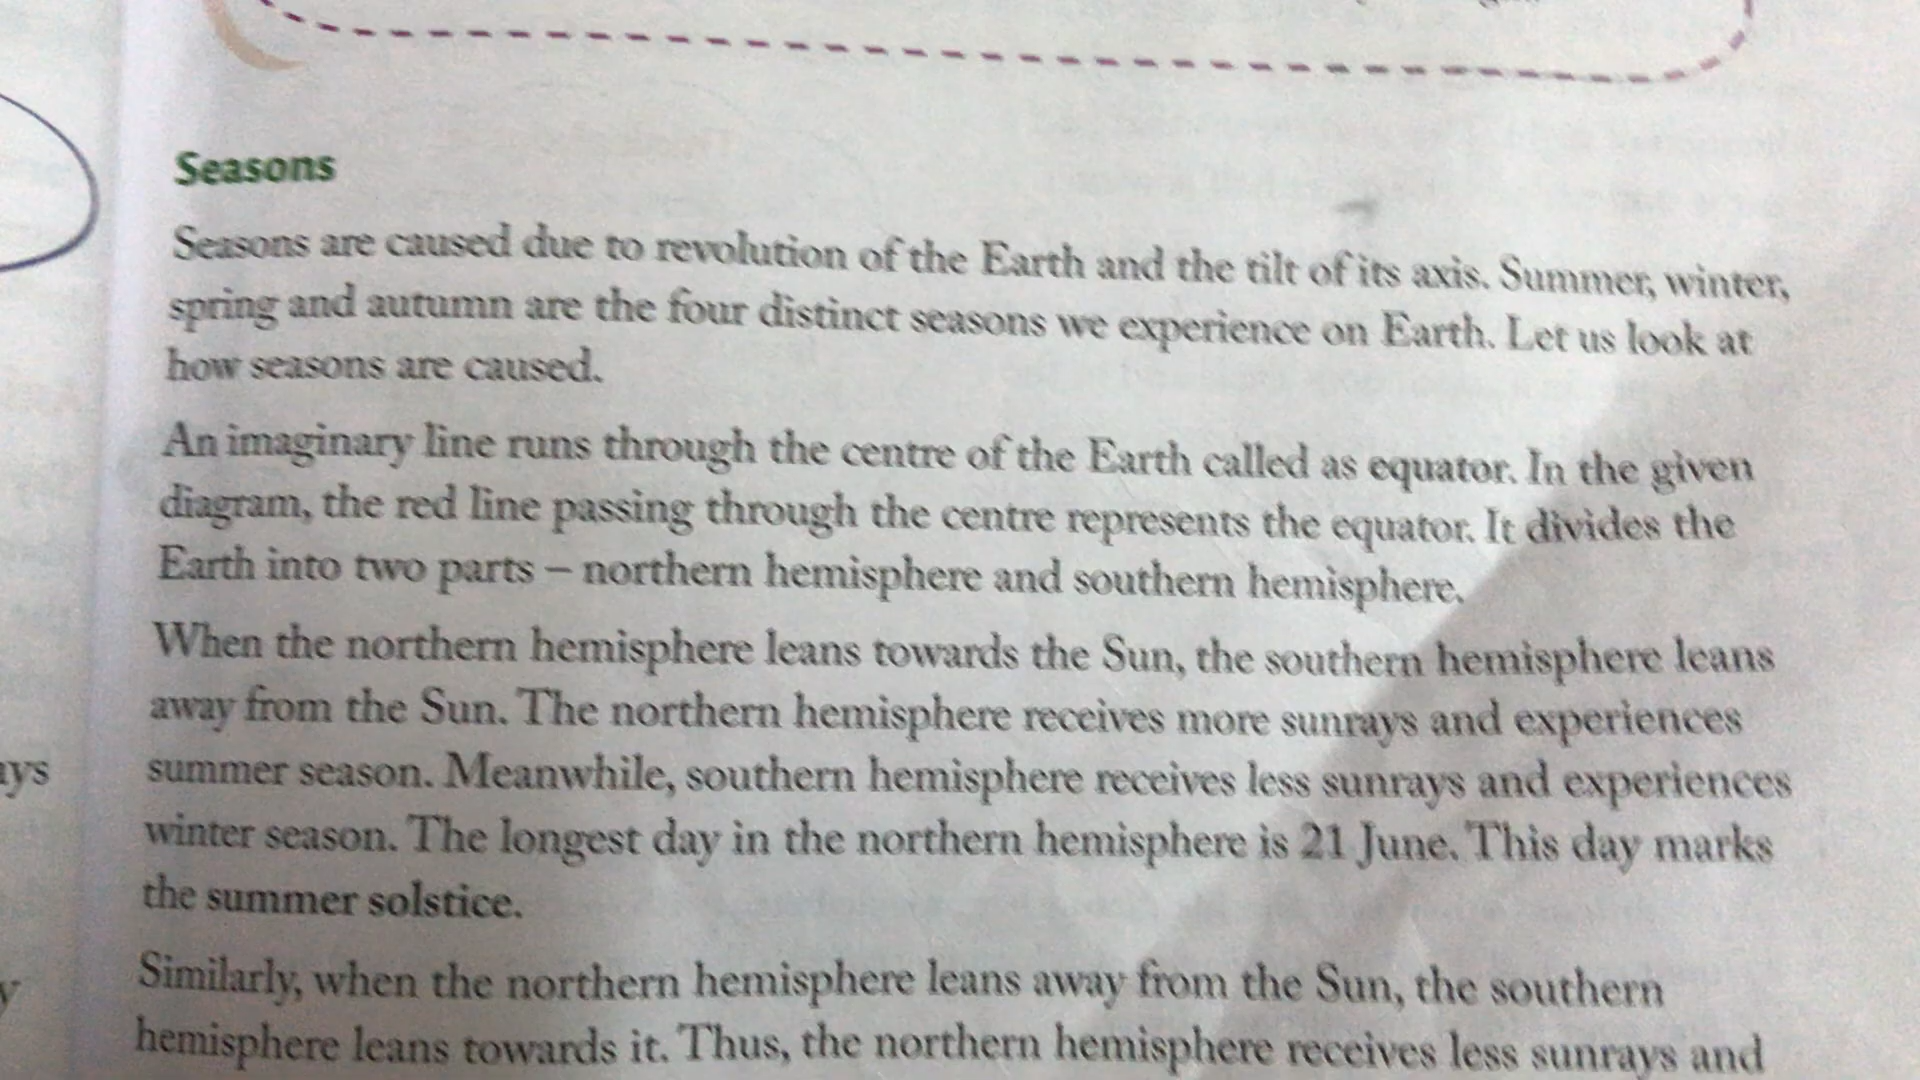 Seasons
Seasons are caused due to revolution of the Earth and the tilt of its axis. Summer, winter,
spring and autumn are the four distinct seasons we experience on Earth. Let us look at
how seasons are caused.
An imaginary line runs through the centre of the Earth called as equator. In the given
diagram, the red line passing through the centre represents the equator. It divides the
Earth into two parts – northern hemisphere and southern hemisphere.
When the northern hemisphere leans towards the Sun, the southern hemisphere leans
away from the Sun. The northern hemisphere receives more sunrays and experiences
summer season. Meanwhile, southern hemisphere receives less sunrays and experiences
winter season. The longest day in the northern hemisphere is 21 June. This day marks
the summer solstice.
Similarly, when the northern hemisphere leans away from the Sun, the southern
hemisphere leans towards it. Thus, the northern hemisphere receives less sunrays and